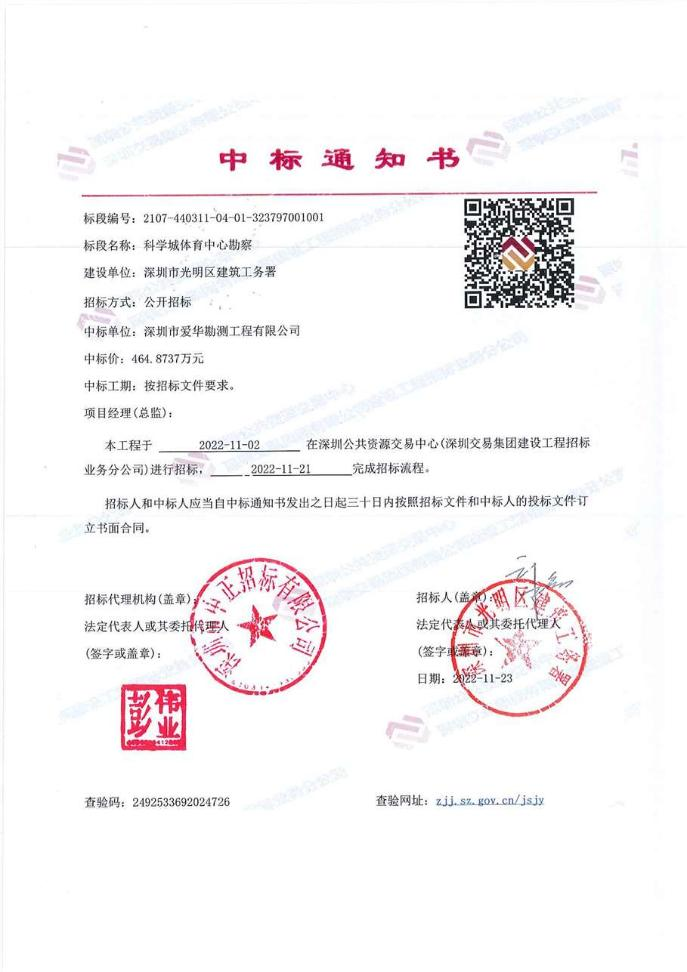 中标通知书
标段编号：2107-440311-04-01-323797001001
标段名称：科学城体育中心勘察
建设单位：深圳市光明区建筑工务署
招标方式：公开招标
中标单位：深圳市爱华勘测工程有限公司
中标价：464.8737万元
中标工期：按招标文件要求。
项目经理(总监)：
本工程于 2022-11-02 在深圳公共资源交易中心(深圳交易集团建设工程招标
业务分公司)进行招标， 2022-11-21 完成招标流程。
招标人和中标人应当自中标通知书发出之日起三十日内按照招标文件和中标人的投标文件订
立书面合同。
招标代理机构(盖章)：
法定代表人或其委托代理人
(签字或盖章)：
招标人(盖章)：
法定代表人或其委托代理人
(签字或盖章)：
日期：2022-11-23
中正招标有限公司
深圳市光明区建筑工务署
伟业
查验码：2492533692024726
查验网址：zjj.sz.gov.cn/jsjy